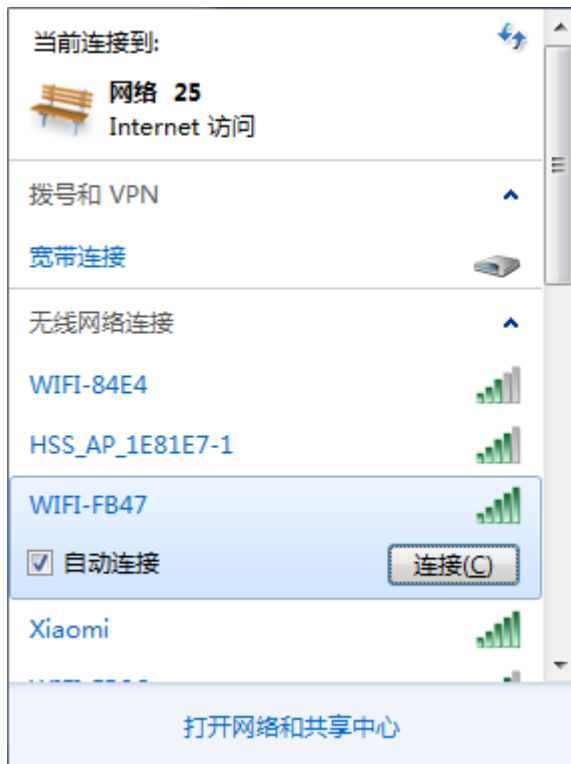 当前连接到:
网络 25
Internet 访问
拨号和 VPN
宽带连接
无线网络连接
WIFI-84E4
HSS_AP_1E81E7-1
WIFI-FB47
自动连接
连接(C)
Xiaomi
打开网络和共享中心